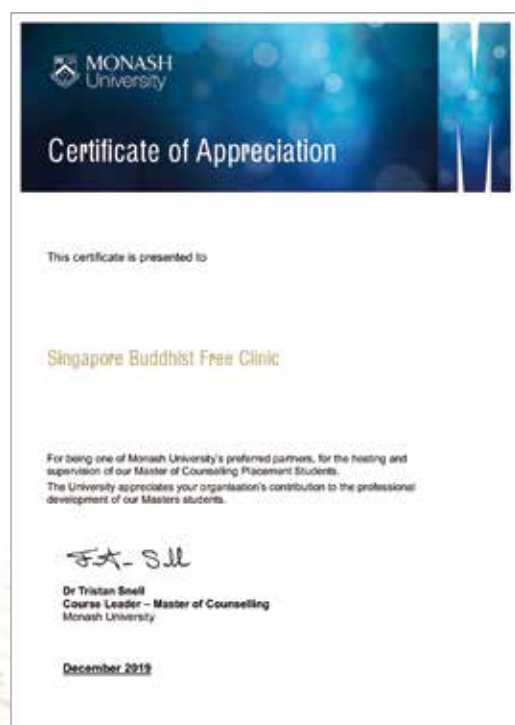 MONASH
University
Certificate of Appreciation
This certificate is presented to
Singapore Buddhist Free Clinic
For being one of Monash University's preferred partners, for the hosting and
supervision of our Master of Counselling Placement Students.
The University appreciates your organisation's contribution to the professional
development of our Masters students.
Dr Tristan Snell
Course Leader – Master of Counselling
Monash University
December 2019